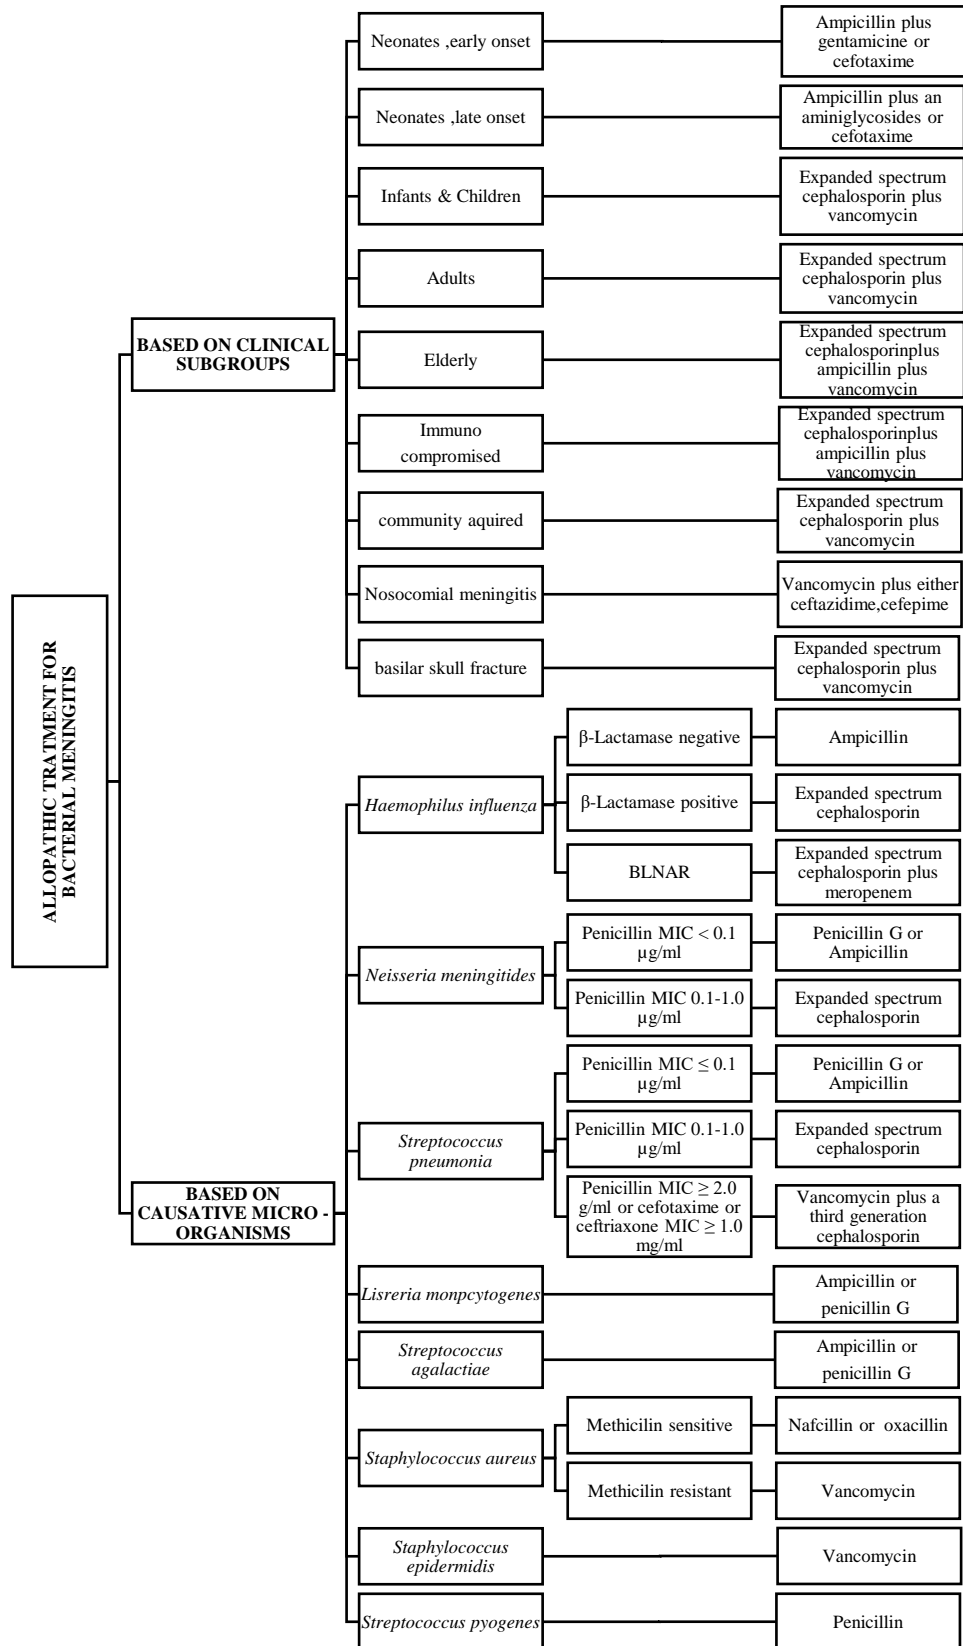 ALLOPATHIC TRATMENT FOR
BACTERIAL MENINGITIS
BASED ON CLINICAL
SUBGROUPS
Neonates ,early onset
Ampicillin plus
gentamicine or
cefotaxime
Neonates ,late onset
Ampicillin plus an
aminiglycosides or
cefotaxime
Infants & Children
Expanded spectrum
cephalosporin plus
vancomycin
Adults
Expanded spectrum
cephalosporin plus
vancomycin
Elderly
Expanded spectrum
cephalosporinplus
ampicillin plus
vancomycin
Immuno
compromised
Expanded spectrum
cephalosporinplus
ampicillin plus
vancomycin
community aquired
Expanded spectrum
cephalosporin plus
vancomycin
Nosocomial meningitis
Vancomycin plus either
ceftazidime,cefepime
basilar skull fracture
Expanded spectrum
cephalosporin plus
vancomycin
BASED ON
CAUSATIVE MICRO -
ORGANISMS
Haemophilus influenza
β-Lactamase negative
Ampicillin
β-Lactamase positive
Expanded spectrum
cephalosporin
BLNAR
Expanded spectrum
cephalosporin plus
meropenem
Neisseria meningitides
Penicillin MIC < 0.1
µg/ml
Penicillin G or
Ampicillin
Penicillin MIC 0.1-1.0
µg/ml
Expanded spectrum
cephalosporin
Streptococcus
pneumonia
Penicillin MIC ≤ 0.1
µg/ml
Penicillin G or
Ampicillin
Penicillin MIC 0.1-1.0
µg/ml
Expanded spectrum
cephalosporin
Penicillin MIC ≥ 2.0
g/ml or cefotaxime or
ceftriaxone MIC ≥ 1.0
mg/ml
Vancomycin plus a
third generation
cephalosporin
Lisreria monpcytogenes
Ampicillin or
penicillin G
Streptococcus
agalactiae
Ampicillin or
penicillin G
Staphylococcus aureus
Methicilin sensitive
Nafcillin or oxacillin
Methicilin resistant
Vancomycin
Staphylococcus
epidermidis
Vancomycin
Streptococcus pyogenes
Penicillin